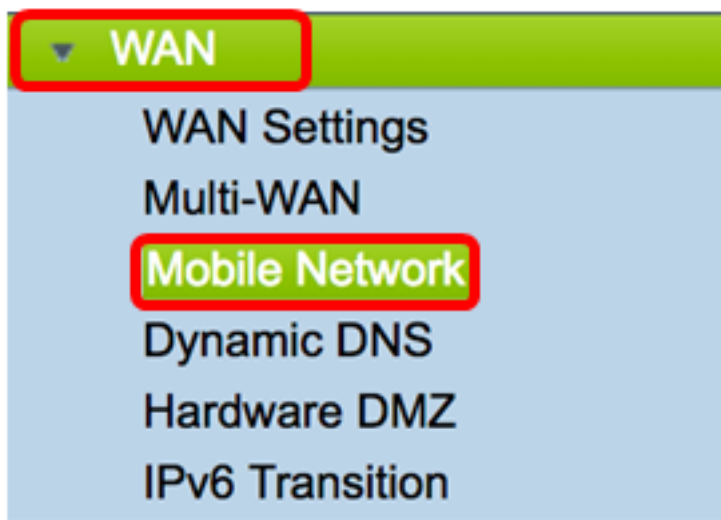 WAN
WAN Settings
Multi-WAN
Mobile Network
Dynamic DNS
Hardware DMZ
IPv6 Transition